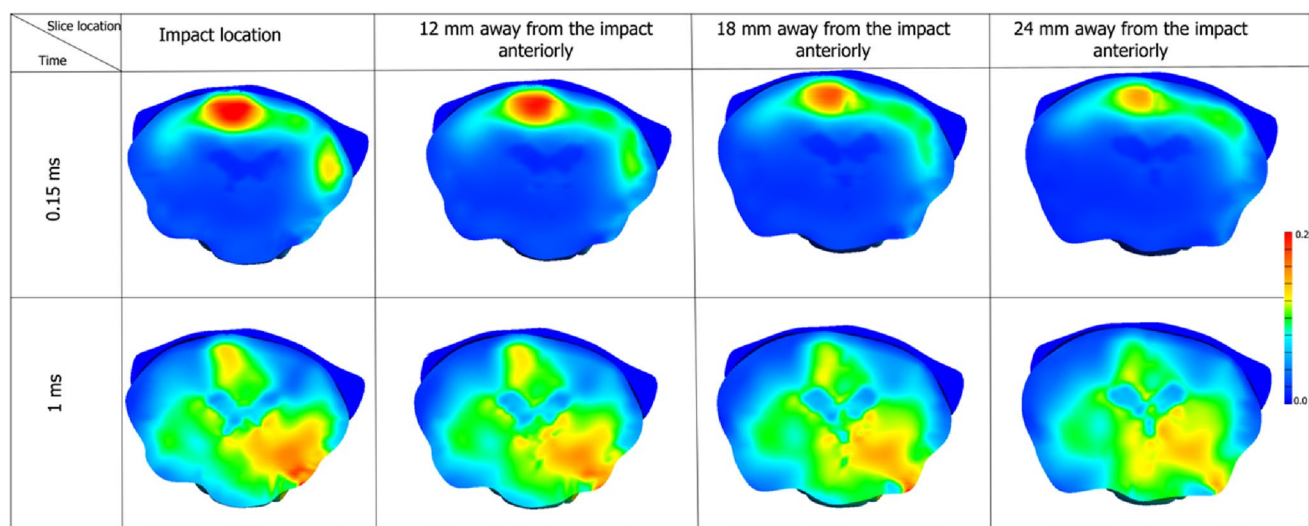 Slice location
Time
Impact location
12 mm away from the impact
anteriorly
18 mm away from the impact
anteriorly
24 mm away from the impact
anteriorly
0.15 ms
0.2
0.0
1 ms